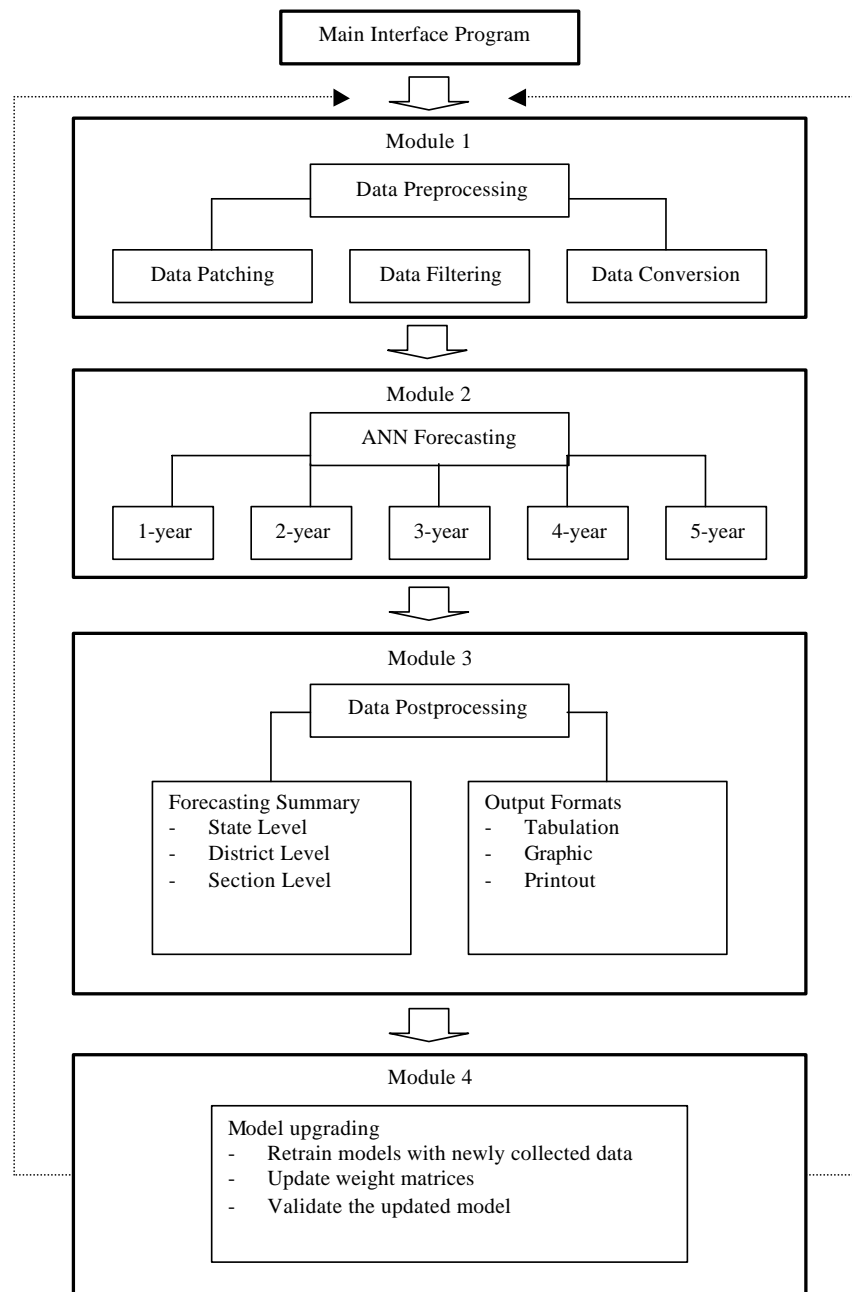 Main Interface Program
Module 1
Data Preprocessing
Data Patching
Data Filtering
Data Conversion
Module 2
ANN Forecasting
1-year
2-year
3-year
4-year
5-year
Module 3
Data Postprocessing
Forecasting Summary
- State Level
- District Level
- Section Level
Output Formats
- Tabulation
- Graphic
- Printout
Module 4
Model upgrading
- Retrain models with newly collected data
- Update weight matrices
- Validate the updated model